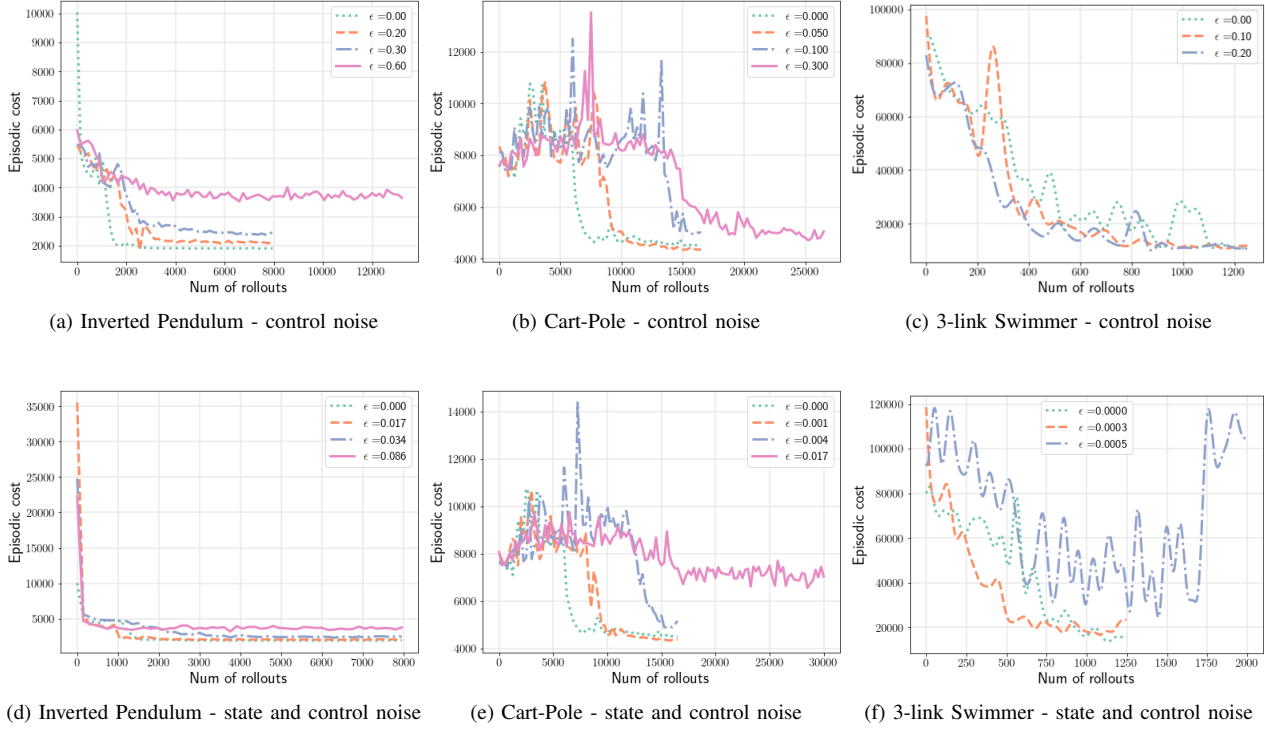 10000
9000
8000
7000
6000
5000
4000
3000
2000
Episodic cost
0 2000 4000 6000 8000 10000 12000
Num of rollouts
ϵ =0.00
ϵ =0.20
ϵ =0.30
ϵ =0.60
(a) Inverted Pendulum - control noise
12000
10000
8000
6000
4000
Episodic cost
0 5000 10000 15000 20000 25000
Num of rollouts
ϵ =0.000
ϵ =0.050
ϵ =0.100
ϵ =0.300
(b) Cart-Pole - control noise
100000
80000
60000
40000
20000
Episodic cost
0 200 400 600 800 1000 1200
Num of rollouts
ϵ =0.00
ϵ =0.10
ϵ =0.20
(c) 3-link Swimmer - control noise
35000
30000
25000
20000
15000
10000
5000
Episodic cost
0 1000 2000 3000 4000 5000 6000 7000 8000
Num of rollouts
ϵ =0.000
ϵ =0.017
ϵ =0.034
ϵ =0.086
(d) Inverted Pendulum - state and control noise
14000
12000
10000
8000
6000
4000
Episodic cost
0 5000 10000 15000 20000 25000 30000
Num of rollouts
ϵ =0.000
ϵ =0.001
ϵ =0.004
ϵ =0.017
(e) Cart-Pole - state and control noise
120000
100000
80000
60000
40000
20000
Episodic cost
0 250 500 750 1000 1250 1500 1750 2000
Num of rollouts
ϵ =0.0000
ϵ =0.0003
ϵ =0.0005
(f) 3-link Swimmer - state and control noise